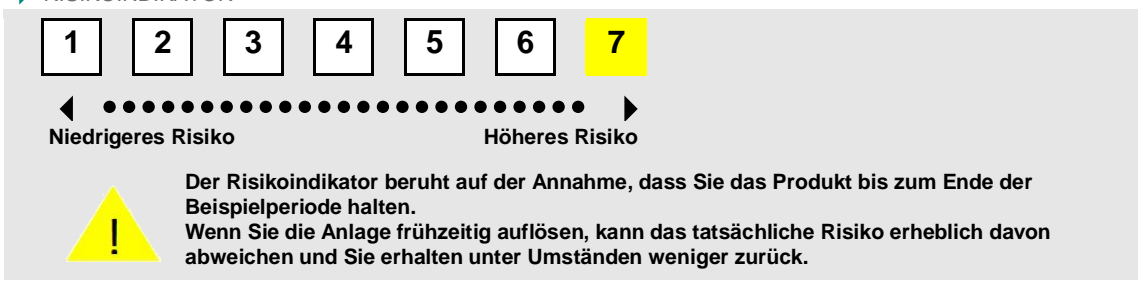 1 2 3 4 5 6 7
Niedrigeres Risiko Höheres Risiko
Der Risikoindikator beruht auf der Annahme, dass Sie das Produkt bis zum Ende der
Beispielperiode halten.
! Wenn Sie die Anlage frühzeitig auflösen, kann das tatsächliche Risiko erheblich davon
abweichen und Sie erhalten unter Umständen weniger zurück.